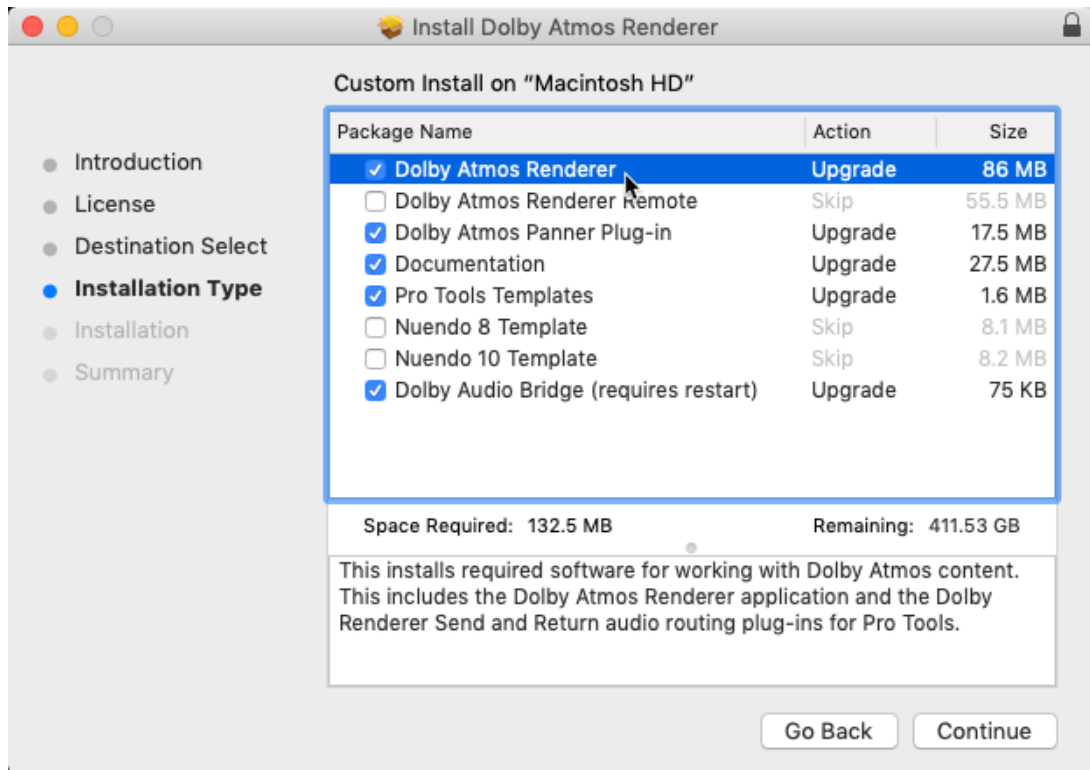 Install Dolby Atmos Renderer
Custom Install on “Macintosh HD”
Introduction
License
Destination Select
Installation Type
Installation
Summary
Package Name Action Size
Dolby Atmos Renderer Upgrade 86 MB
Dolby Atmos Renderer Remote Skip 55.5 MB
Dolby Atmos Panner Plug-in Upgrade 17.5 MB
Documentation Upgrade 27.5 MB
Pro Tools Templates Upgrade 1.6 MB
Nuendo 8 Template Skip 8.1 MB
Nuendo 10 Template Skip 8.2 MB
Dolby Audio Bridge (requires restart) Upgrade 75 KB
Space Required: 132.5 MB Remaining: 411.53 GB
This installs required software for working with Dolby Atmos content.
This includes the Dolby Atmos Renderer application and the Dolby
Renderer Send and Return audio routing plug-ins for Pro Tools.
Go Back Continue